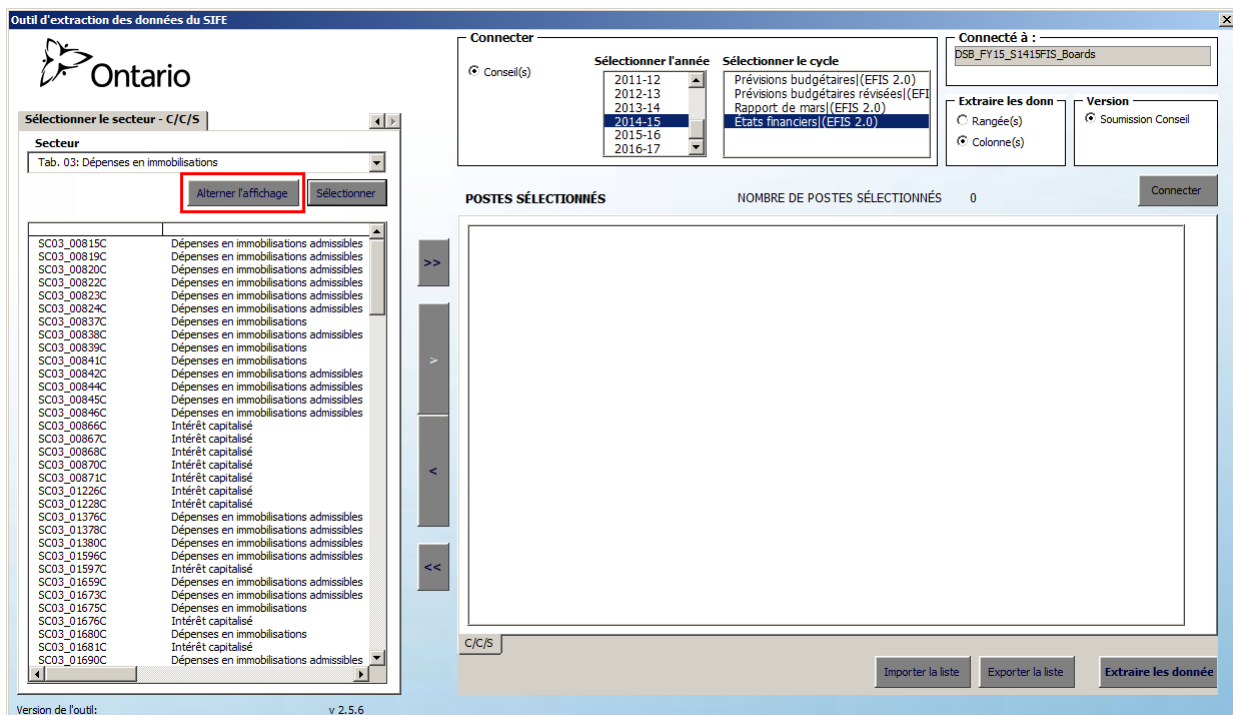 Outil d'extraction des données du SIFE
Ontario
Connecter
Conseil(s)
Sélectionner l'année
2011-12
2012-13
2013-14
2014-15
2015-16
2016-17
Sélectionner le cycle
Prévisions budgétaires|(EFIS 2.0)
Prévisions budgétaires révisées|(EFI
Rapport de mars|(EFIS 2.0)
États financiers|(EFIS 2.0)
Connecté à :
DSB_FY15_S1415FIS_Boards
Extraire les donn
Rangée(s)
Colonne(s)
Version
Soumission Conseil
Sélectionner le secteur - C/C/S
Secteur
Tab. 03: Dépenses en immobilisations
Alterner l'affichage
Sélectionner
POSTES SÉLECTIONNÉS
NOMBRE DE POSTES SÉLECTIONNÉS 0
Connecter
SC03_00815C Dépenses en immobilisations admissibles
SC03_00819C Dépenses en immobilisations admissibles
SC03_00820C Dépenses en immobilisations admissibles
SC03_00822C Dépenses en immobilisations admissibles
SC03_00823C Dépenses en immobilisations admissibles
SC03_00824C Dépenses en immobilisations admissibles
SC03_00837C Dépenses en immobilisations
SC03_00838C Dépenses en immobilisations admissibles
SC03_00839C Dépenses en immobilisations
SC03_00841C Dépenses en immobilisations
SC03_00842C Dépenses en immobilisations admissibles
SC03_00844C Dépenses en immobilisations admissibles
SC03_00845C Dépenses en immobilisations admissibles
SC03_00846C Dépenses en immobilisations admissibles
SC03_00866C Intérêt capitalisé
SC03_00867C Intérêt capitalisé
SC03_00868C Intérêt capitalisé
SC03_00870C Intérêt capitalisé
SC03_00871C Intérêt capitalisé
SC03_01226C Intérêt capitalisé
SC03_01228C Intérêt capitalisé
SC03_01376C Dépenses en immobilisations admissibles
SC03_01378C Dépenses en immobilisations admissibles
SC03_01380C Dépenses en immobilisations admissibles
SC03_01596C Dépenses en immobilisations admissibles
SC03_01597C Intérêt capitalisé
SC03_01659C Dépenses en immobilisations admissibles
SC03_01673C Dépenses en immobilisations admissibles
SC03_01675C Dépenses en immobilisations
SC03_01676C Intérêt capitalisé
SC03_01680C Dépenses en immobilisations
SC03_01681C Intérêt capitalisé
SC03_01690C Dépenses en immobilisations admissibles
>>
>
<
<<
C/C/S
Importer la liste
Exporter la liste
Extraire les donnée
Version de l'outil: v 2.5.6